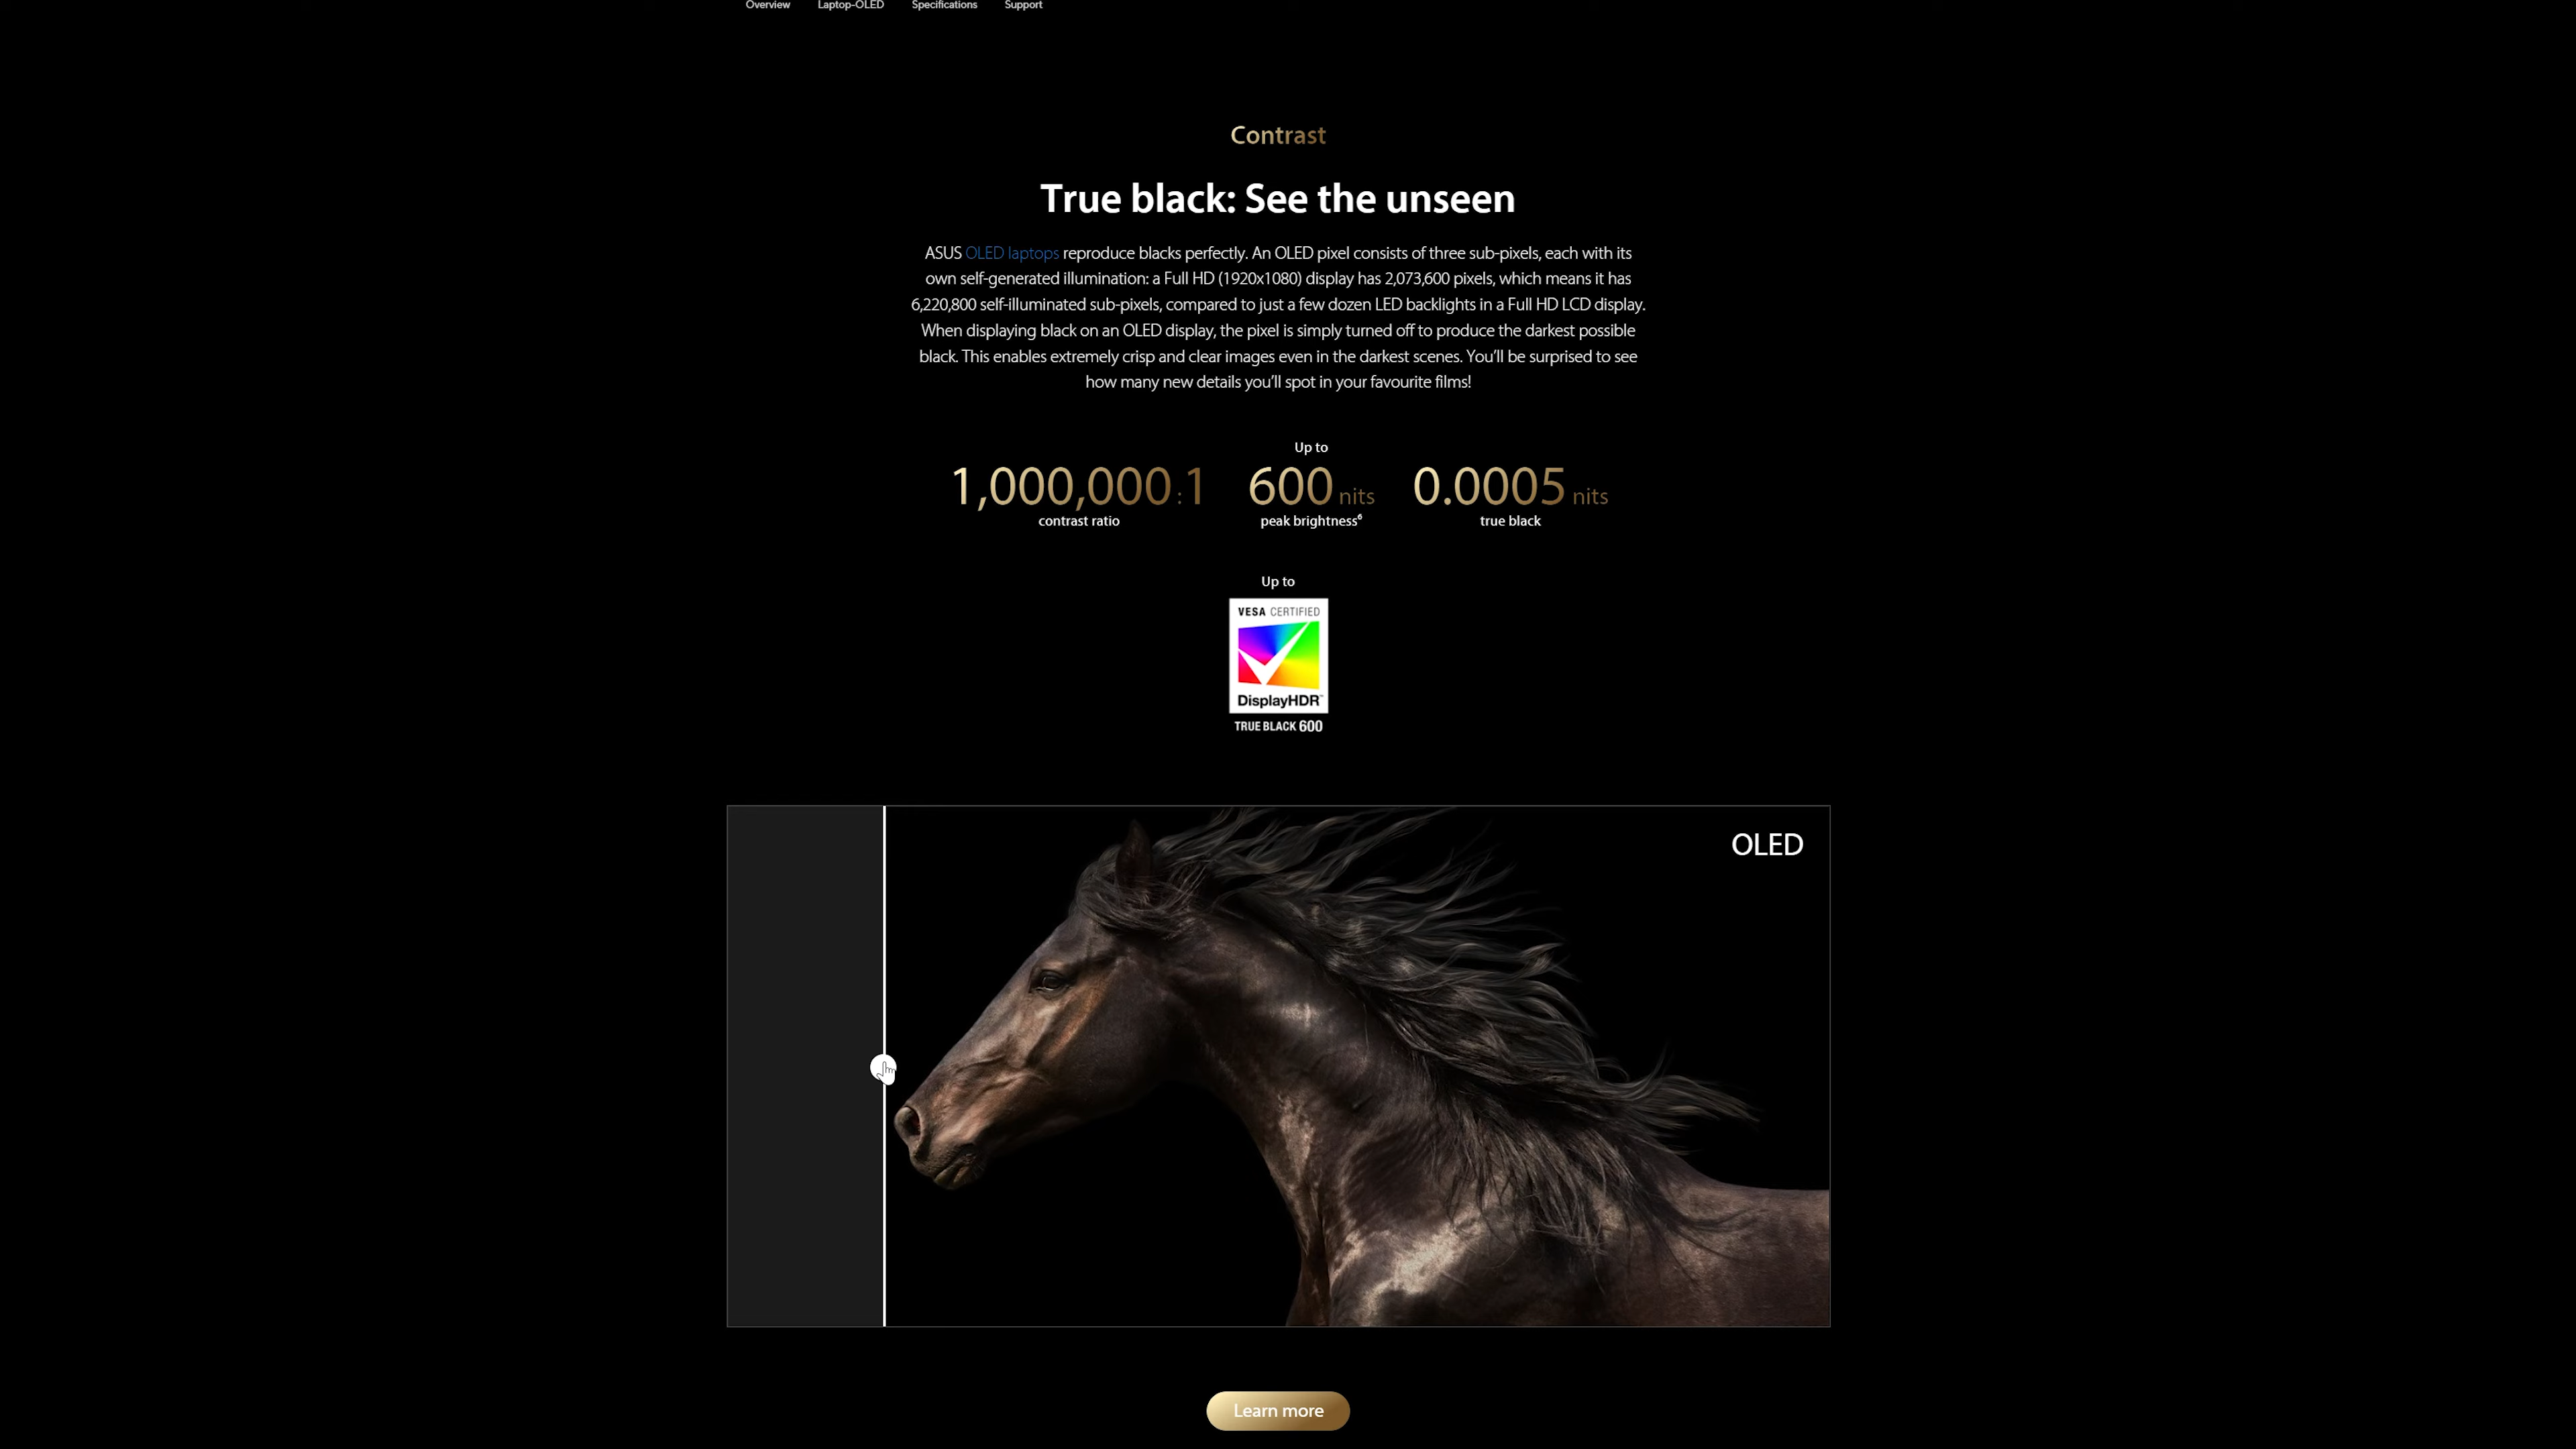 Overview Laptop-OLED Specifications Support
Contrast
True black: See the unseen
ASUS OLED laptops reproduce blacks perfectly. An OLED pixel consists of three sub-pixels, each with its
own self-generated illumination: a Full HD (1920x1080) display has 2,073,600 pixels, which means it has
6,220,800 self-illuminated sub-pixels, compared to just a few dozen LED backlights in a Full HD LCD display.
When displaying black on an OLED display, the pixel is simply turned off to produce the darkest possible
black. This enables extremely crisp and clear images even in the darkest scenes. You’ll be surprised to see
how many new details you’ll spot in your favourite films!
1,000,000:1
contrast ratio
Up to
600 nits
peak brightness⁶
0.0005 nits
true black
Up to
VESA CERTIFIED
DisplayHDR™
TRUE BLACK 600
OLED
Learn more